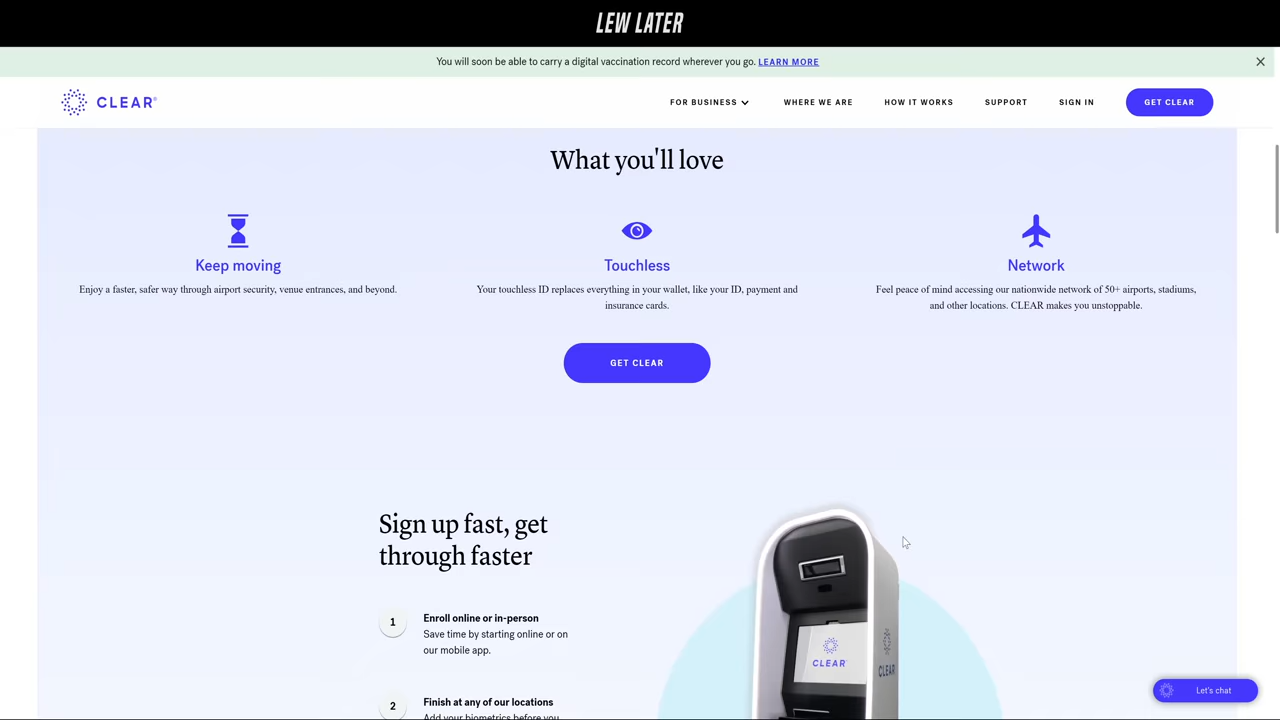 LEW LATER
You will soon be able to carry a digital vaccination record wherever you go. LEARN MORE
CLEAR®
FOR BUSINESS
WHERE WE ARE
HOW IT WORKS
SUPPORT
SIGN IN
GET CLEAR
What you'll love
Keep moving
Enjoy a faster, safer way through airport security, venue entrances, and beyond.
Touchless
Your touchless ID replaces everything in your wallet, like your ID, payment and
insurance cards.
Network
Feel peace of mind accessing our nationwide network of 50+ airports, stadiums,
and other locations. CLEAR makes you unstoppable.
GET CLEAR
Sign up fast, get
through faster
1
Enroll online or in-person
Save time by starting online or on
our mobile app.
2
Finish at any of our locations
Add your biometrics before you
CLEAR
CLEAR
Let's chat